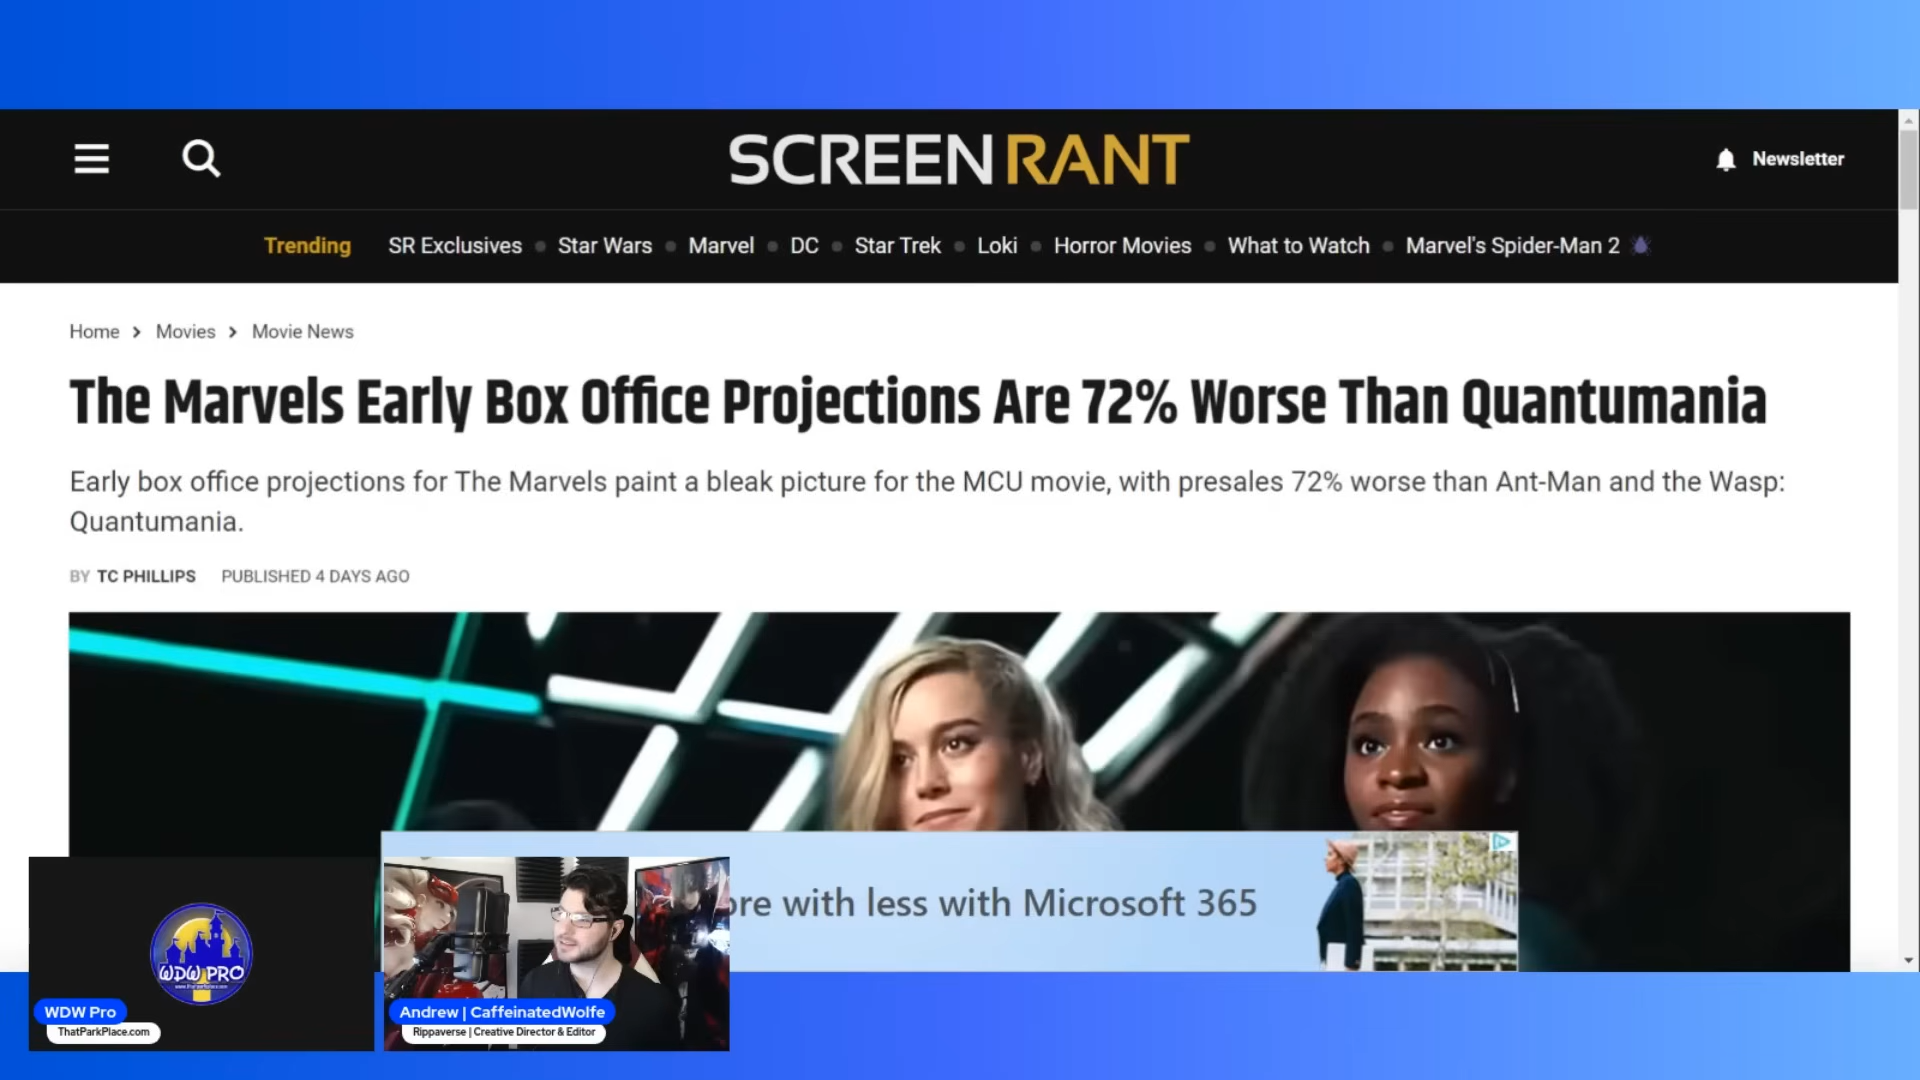 SCREENRANT
Newsletter
Trending SR Exclusives Star Wars Marvel DC Star Trek Loki Horror Movies What to Watch Marvel's Spider-Man 2
Home > Movies > Movie News
The Marvels Early Box Office Projections Are 72% Worse Than Quantumania
Early box office projections for The Marvels paint a bleak picture for the MCU movie, with presales 72% worse than Ant-Man and the Wasp:
Quantumania.
BY TC PHILLIPS PUBLISHED 4 DAYS AGO
with less with Microsoft 365
WDW PRO
WDW Pro
ThatParkPlace.com
Andrew | CaffeinatedWolfe
Rippaverse | Creative Director & Editor